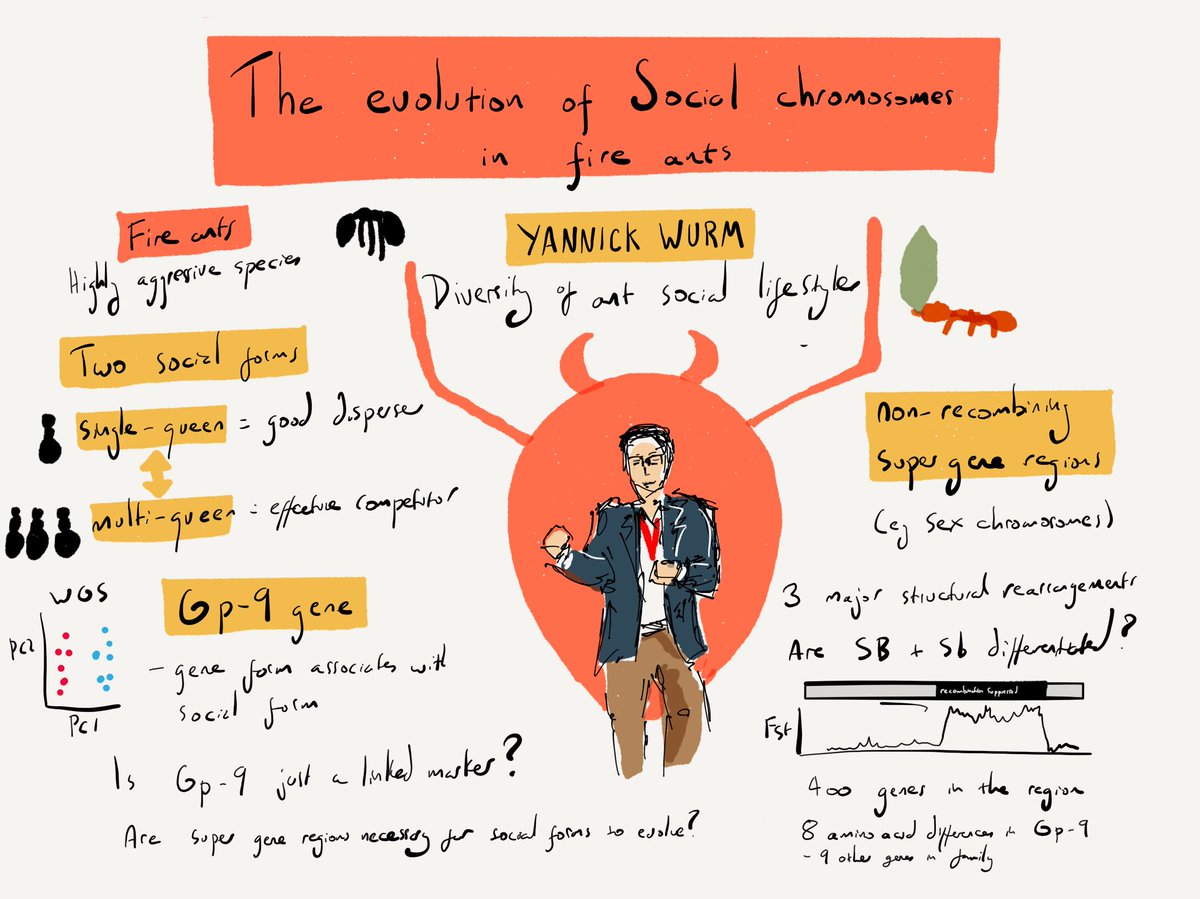 The evolution of Social chromosomes
in fire ants
Fire ants
Highly aggressive species
YANNICK WURM
Diversity of ant social lifestyles
Two social forms
Single-queen = good disperser
multi-queen = effective competitor
WGS
PC2
PC1
Gp-9 gene
- gene form associates with
social form
Is Gp-9 just a linked marker?
Are super gene regions necessary for social forms to evolve?
non-recombining
super gene regions
(eg sex chromosomes)
3 major structural rearrangements
Are SB + Sb differentiated?
recombination suppressed
Fst
400 genes in the region
8 amino acid differences in Gp-9
- 9 other genes in family